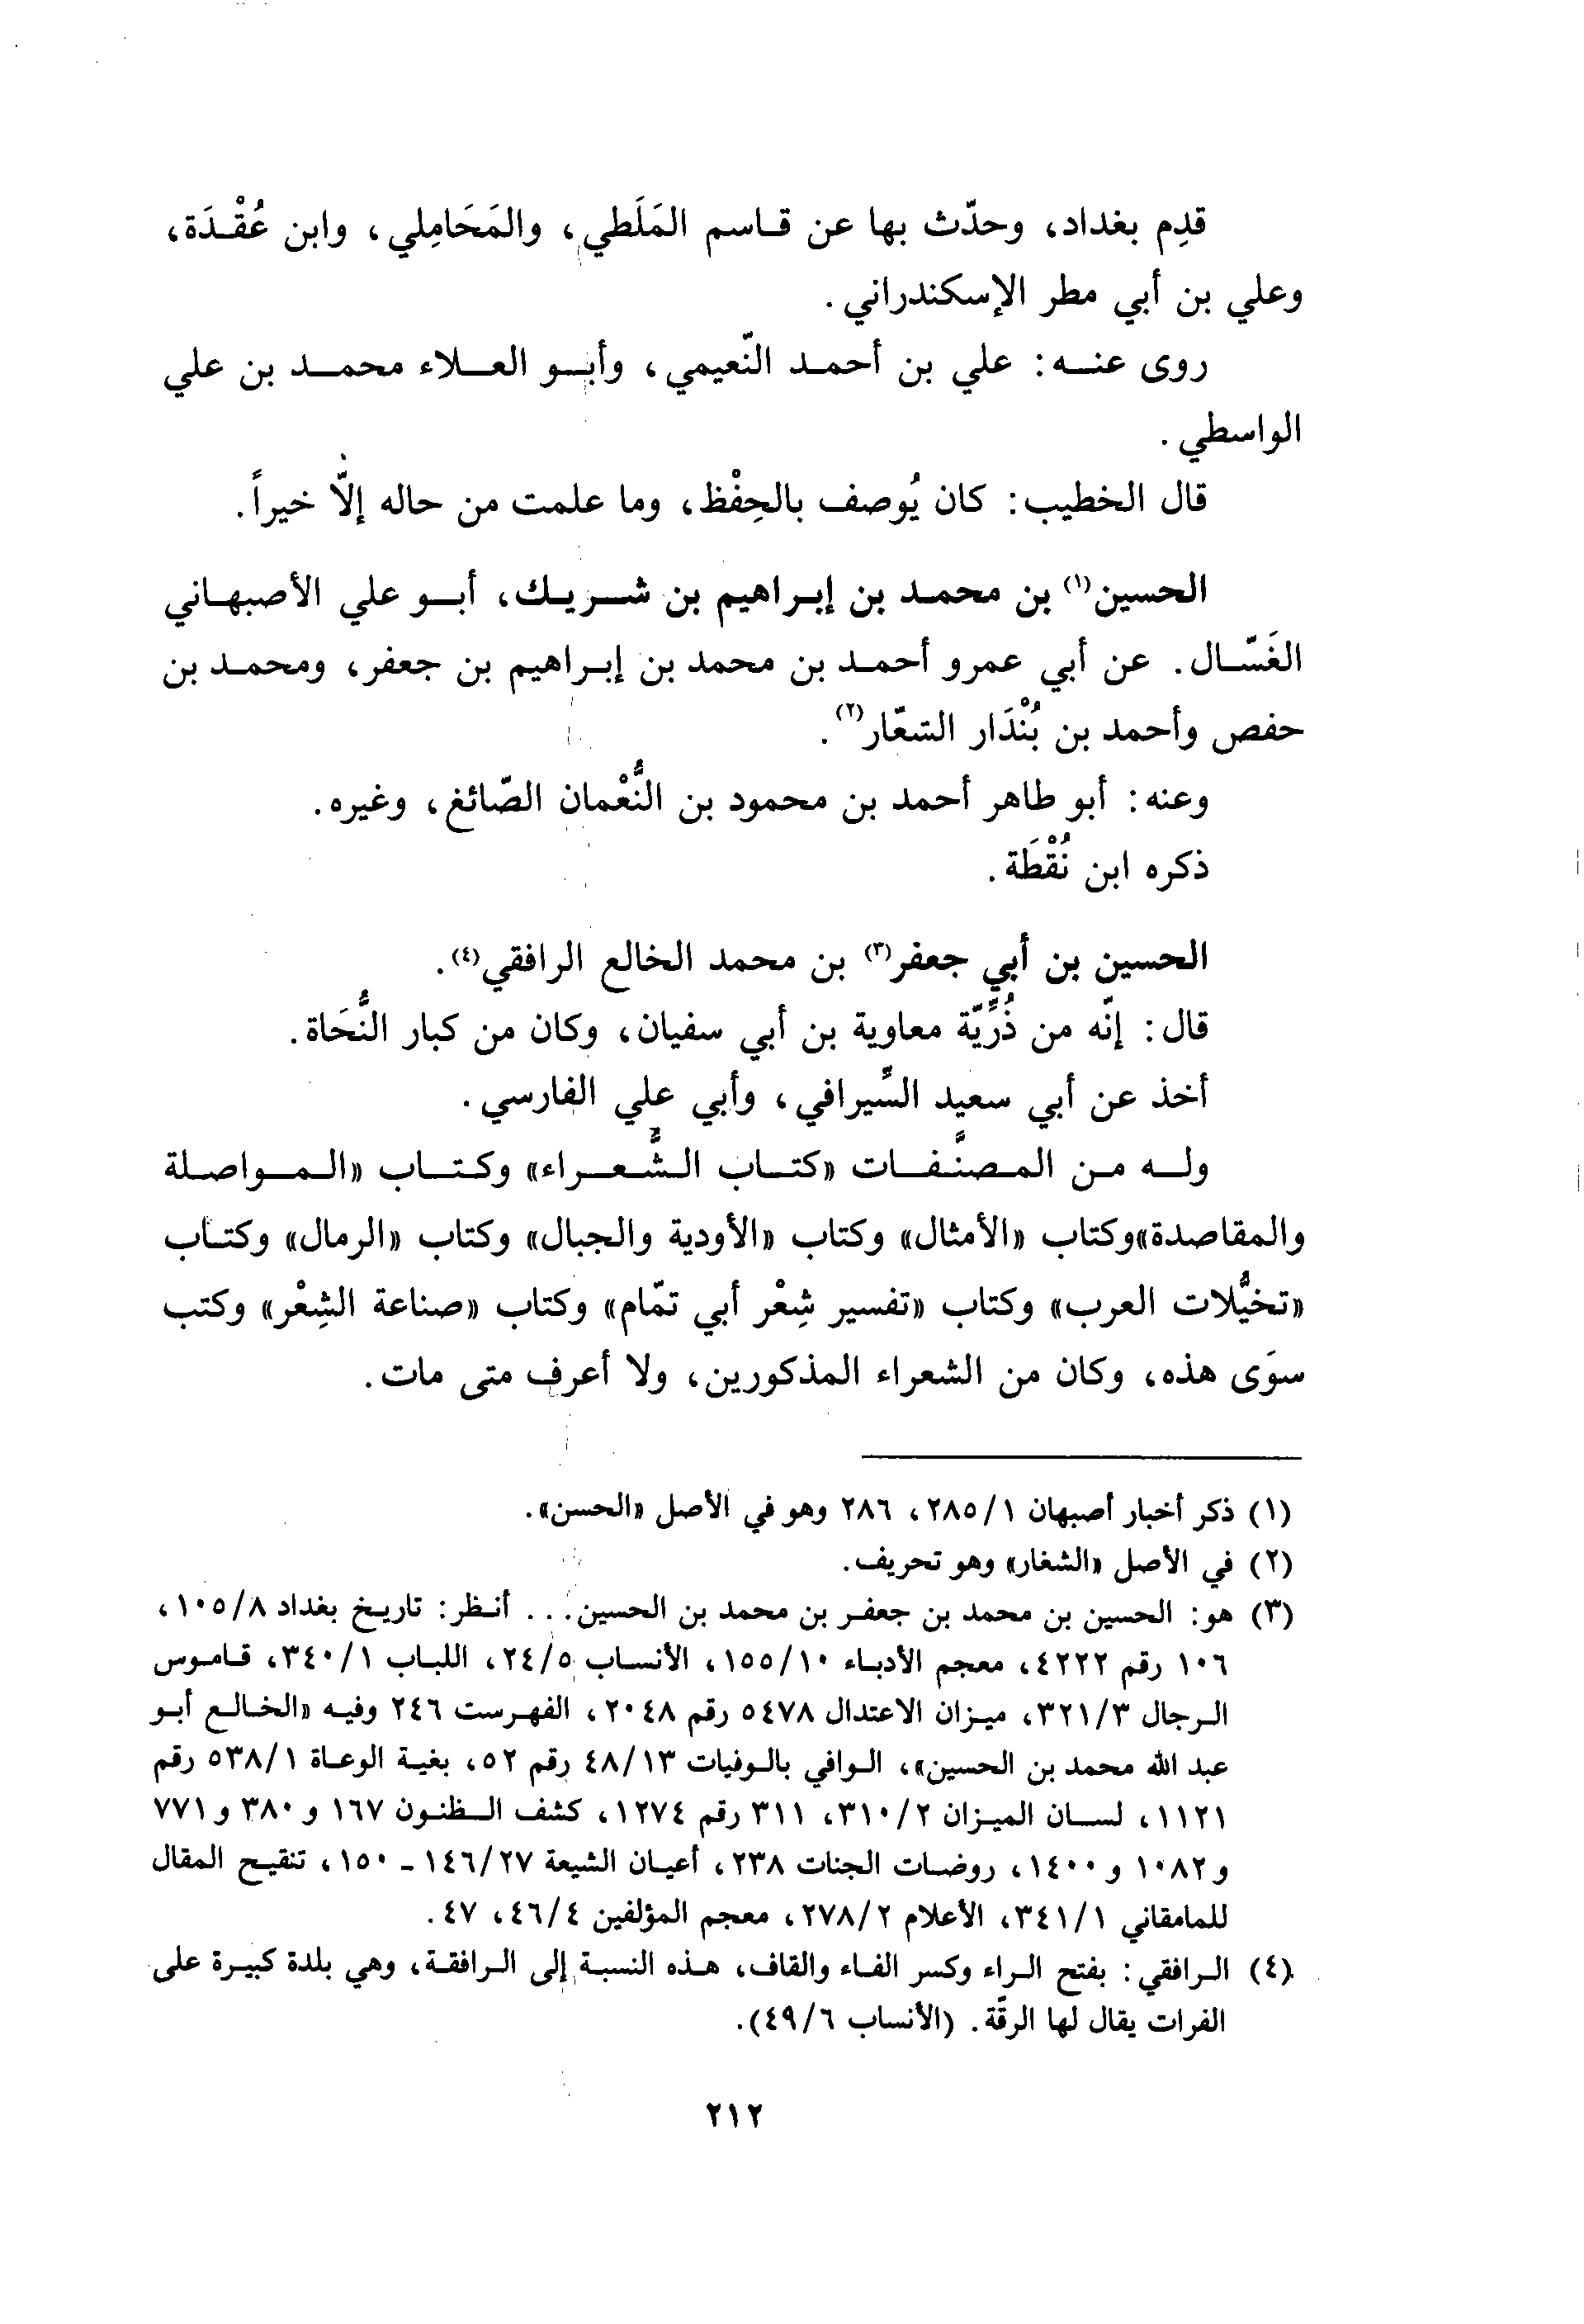 قدِم بغداد، وحدّث بها عن قاسم المَلَطي، والمَحَامِلي، وابن عُقْدَة،
وعلي بن أبي مطر الإسكندراني.
روى عنه: علي بن أحمد النّعيمي، وأبو العلاء محمد بن علي
الواسطي.
قال الخطيب: كان يُوصف بالحِفْظ، وما علمت من حاله إلّا خيراً.
الحسين(١) بن محمد بن إبراهيم بن شريك، أبو علي الأصبهاني
الغَسّال. عن أبي عمرو أحمد بن محمد بن إبراهيم بن جعفر، ومحمد بن
حفص وأحمد بن بُنْدَار الشعّار(٢).
وعنه: أبو طاهر أحمد بن محمود بن النُّعْمان الصّائغ، وغيره.
ذكره ابن نُقْطَة.
الحسين بن أبي جعفر(٣) بن محمد الخالع الرافقي(٤).
قال: إنّه من ذُرِّيّة معاوية بن أبي سفيان، وكان من كبار النُّحَاة.
أخذ عن أبي سعيد السِّيرافي، وأبي علي الفارسي.
وله من المصنَّفات «كتاب الشُّعراء» وكتاب «المواصلة
والمقاصدة»وكتاب «الأمثال» وكتاب «الأودية والجبال» وكتاب «الرمال» وكتاب
«تخيُّلات العرب» وكتاب «تفسير شِعْر أبي تمّام» وكتاب «صناعة الشِعْر» وكتب
سوَى هذه، وكان من الشعراء المذكورين، ولا أعرف متى مات.
(١) ذكر أخبار أصبهان ٢٨٥/١، ٢٨٦ وهو في الأصل «الحسن».
(٢) في الأصل «الشغار» وهو تحريف.
(٣) هو: الحسين بن محمد بن جعفر بن محمد بن الحسين... أنظر: تاريخ بغداد ١٠٥/٨،
١٠٦ رقم ٤٢٢٢، معجم الأدباء ١٥٥/١٠، الأنساب ٢٤/٥، اللباب ٣٤٠/١، قاموس
الرجال ٣٢١/٣، ميزان الاعتدال ٥٤٧٨ رقم ٢٠٤٨، الفهرست ٢٤٦ وفيه «الخالع أبو
عبد الله محمد بن الحسين»، الوافي بالوفيات ٤٨/١٣ رقم ٥٢، بغية الوعاة ٥٣٨/١ رقم
١١٢١، لسان الميزان ٣١٠/٢، ٣١١ رقم ١٢٧٤، كشف الظنون ١٦٧ و ٣٨٠ و ٧٧١
و ١٠٨٢ و ١٤٠٠، روضات الجنات ٢٣٨، أعيان الشيعة ١٤٦/٢٧ - ١٥٠، تنقيح المقال
للمامقاني ٣٤١/١، الأعلام ٢٧٨/٢، معجم المؤلفين ٤٦/٤، ٤٧.
(٤) الرافقي: بفتح الراء وكسر الفاء والقاف، هذه النسبة إلى الرافقة، وهي بلدة كبيرة على
الفرات يقال لها الرقّة. (الأنساب ٤٩/٦).
٢١٢